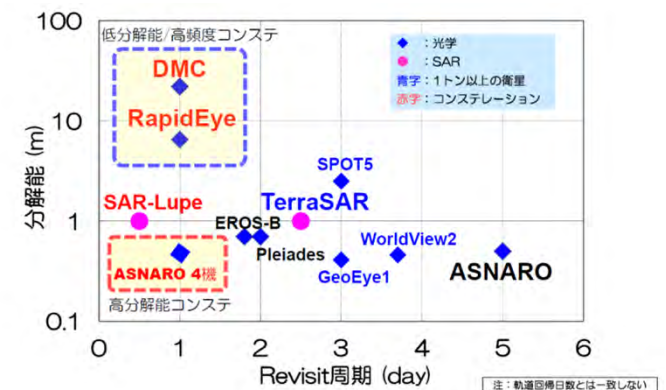 100
低分解能/高頻度コンステ
◆ ：光学
● ：SAR
青字：1トン以上の衛星
赤字：コンステレーション
DMC
10
RapidEye
分解能 (m)
SPOT5
SAR-Lupe
TerraSAR
1
EROS-B
WorldView2
Pleiades
ASNARO 4機
GeoEye1
ASNARO
高分解能コンステ
0.1
0 1 2 3 4 5 6
Revisit周期 (day)
注：軌道回帰日数とは一致しない